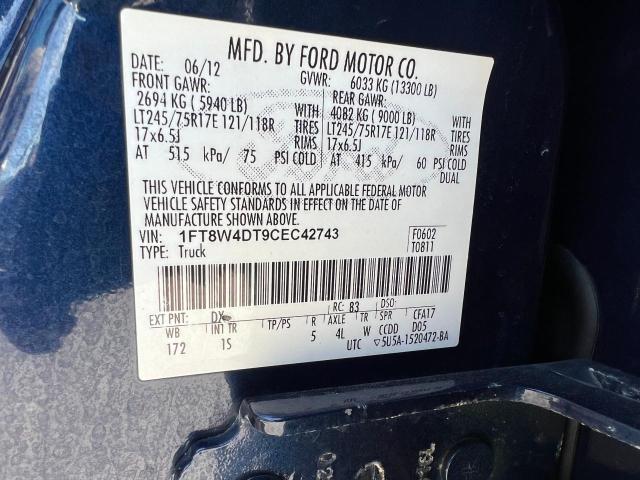 MFD. BY FORD MOTOR CO.
DATE: 06/12 GVWR: 6033 KG (13300 LB)
FRONT GAWR: REAR GAWR:
2694 KG ( 5940 LB) 4082 KG ( 9000 LB)
LT245/75R17E 121/118R TIRES LT245/75R17E 121/118R TIRES
17x6.5J RIMS 17x6.5J RIMS
AT 515 kPa/ 75 PSI COLD AT 415 kPa/ 60 PSI COLD
DUAL
THIS VEHICLE CONFORMS TO ALL APPLICABLE FEDERAL MOTOR
VEHICLE SAFETY STANDARDS IN EFFECT ON THE DATE OF
MANUFACTURE SHOWN ABOVE.
VIN: 1FT8W4DT9CEC42743 F0602
TYPE: Truck T0811
EXT PNT: DX RC: B3 DSO:
WB INT TR TP/PS R AXLE TR SPR CFA17
172 1S 5 4L W CCDD D05
UTC ▽5U5A-1520472-BA